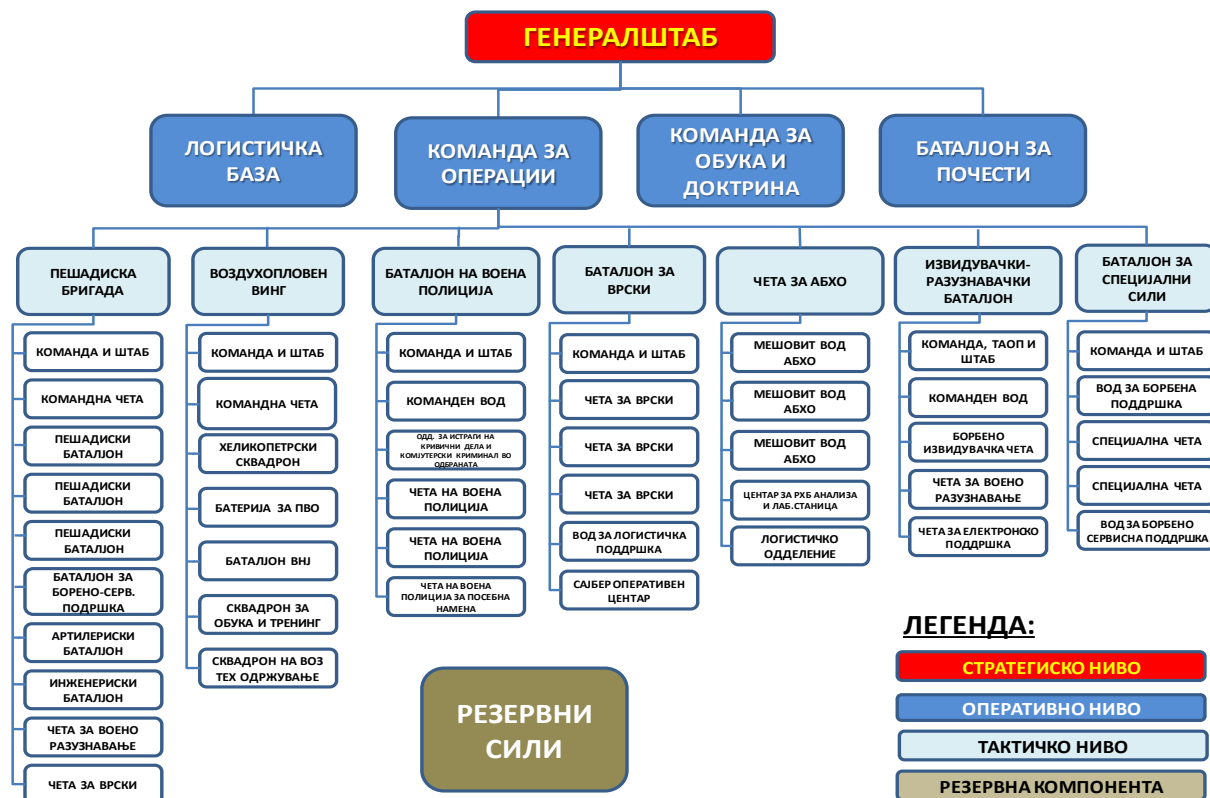 ГЕНЕРАЛШТАБ
ЛОГИСТИЧКА
БАЗА
КОМАНДА ЗА
ОПЕРАЦИИ
КОМАНДА ЗА
ОБУКА И
ДОКТРИНА
БАТАЛЈОН ЗА
ПОЧЕСТИ
ПЕШАДИСКА
БРИГАДА
КОМАНДА И ШТАБ
КОМАНДНА ЧЕТА
ПЕШАДИСКИ
БАТАЛЈОН
ПЕШАДИСКИ
БАТАЛЈОН
ПЕШАДИСКИ
БАТАЛЈОН
БАТАЛЈОН ЗА
БОРЕНО-СЕРВ.
ПОДРШКА
АРТИЛЕРИСКИ
БАТАЛЈОН
ИНЖЕНЕРИСКИ
БАТАЛЈОН
ЧЕТА ЗА ВОЕНО
РАЗУЗНАВАЊЕ
ЧЕТА ЗА ВРСКИ
ВОЗДУХОПЛОВЕН
ВИНГ
КОМАНДА И ШТАБ
КОМАНДНА ЧЕТА
ХЕЛИКОПЕТРСКИ
СКВАДРОН
БАТЕРИЈА ЗА ПВО
БАТАЛЈОН ВНЈ
СКВАДРОН ЗА
ОБУКА И ТРЕНИНГ
СКВАДРОН НА ВОЗ
ТЕХ ОДРЖУВАЊЕ
БАТАЛЈОН НА ВОЕНА
ПОЛИЦИЈА
КОМАНДА И ШТАБ
КОМАНДЕН ВОД
ОДД. ЗА ИСТРАГИ НА
КРИВИЧНИ ДЕЛА И
КОМЈУТЕРСКИ КРИМИНАЛ ВО
ОДБРАНАТА
ЧЕТА НА ВОЕНА
ПОЛИЦИЈА
ЧЕТА НА ВОЕНА
ПОЛИЦИЈА
ЧЕТА НА ВОЕНА
ПОЛИЦИЈА ЗА ПОСЕБНА
НАМЕНА
БАТАЛЈОН ЗА
ВРСКИ
КОМАНДА И ШТАБ
ЧЕТА ЗА ВРСКИ
ЧЕТА ЗА ВРСКИ
ЧЕТА ЗА ВРСКИ
ВОД ЗА ЛОГИСТИЧКА
ПОДДРШКА
САЈБЕР ОПЕРАТИВЕН
ЦЕНТАР
ЧЕТА ЗА АБХО
МЕШОВИТ ВОД
АБХО
МЕШОВИТ ВОД
АБХО
МЕШОВИТ ВОД
АБХО
ЦЕНТАР ЗА РХБ АНАЛИЗА
И ЛАБ.СТАНИЦА
ЛОГИСТИЧКО
ОДДЕЛЕНИЕ
ИЗВИДУВАЧКИ-
РАЗУЗНАВАЧКИ
БАТАЛЈОН
КОМАНДА, ТАОП И
ШТАБ
КОМАНДЕН ВОД
БОРБЕНО
ИЗВИДУВАЧКА ЧЕТА
ЧЕТА ЗА ВОЕНО
РАЗУЗНАВАЊЕ
ЧЕТА ЗА ЕЛЕКТРОНСКО
ПОДДРШКА
БАТАЛЈОН ЗА
СПЕЦИЈАЛНИ
СИЛИ
КОМАНДА И ШТАБ
ВОД ЗА БОРБЕНА
ПОДДРШКА
СПЕЦИЈАЛНА ЧЕТА
СПЕЦИЈАЛНА ЧЕТА
ВОД ЗА БОРБЕНО
СЕРВИСНА ПОДДРШКА
РЕЗЕРВНИ
СИЛИ
ЛЕГЕНДА:
СТРАТЕГИСКО НИВО
ОПЕРАТИВНО НИВО
ТАКТИЧКО НИВО
РЕЗЕРВНА КОМПОНЕНТА